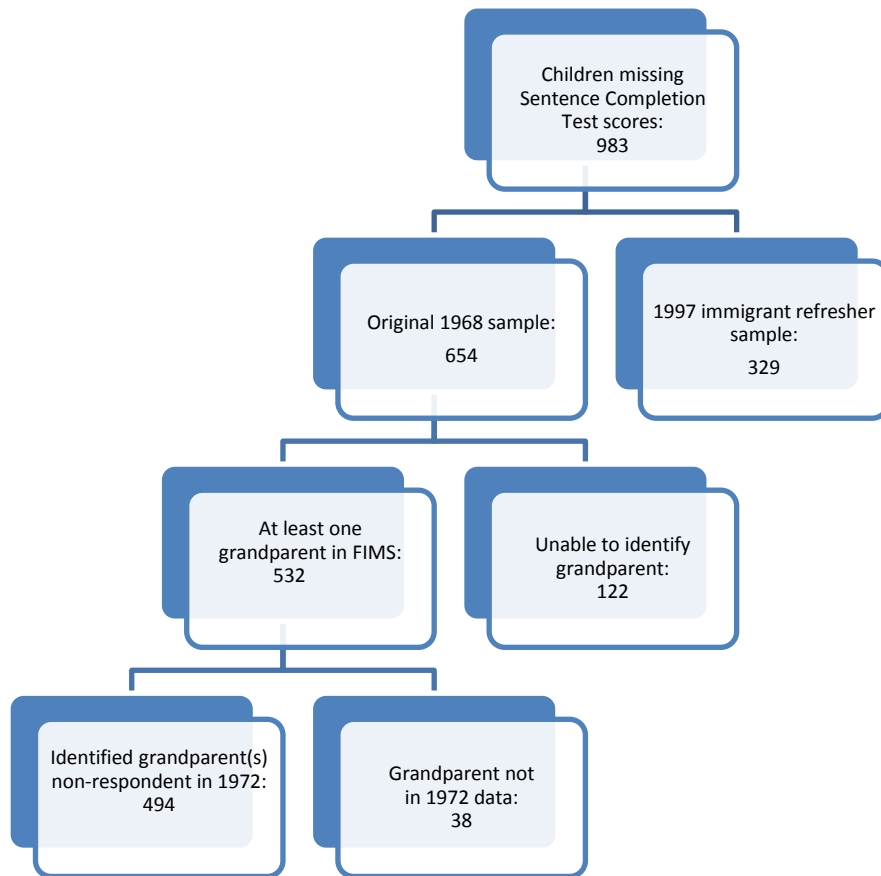 Children missing
Sentence Completion
Test scores:
983
Original 1968 sample:
654
1997 immigrant refresher
sample:
329
At least one
grandparent in FIMS:
532
Unable to identify
grandparent:
122
Identified grandparent(s)
non-respondent in 1972:
494
Grandparent not
in 1972 data:
38